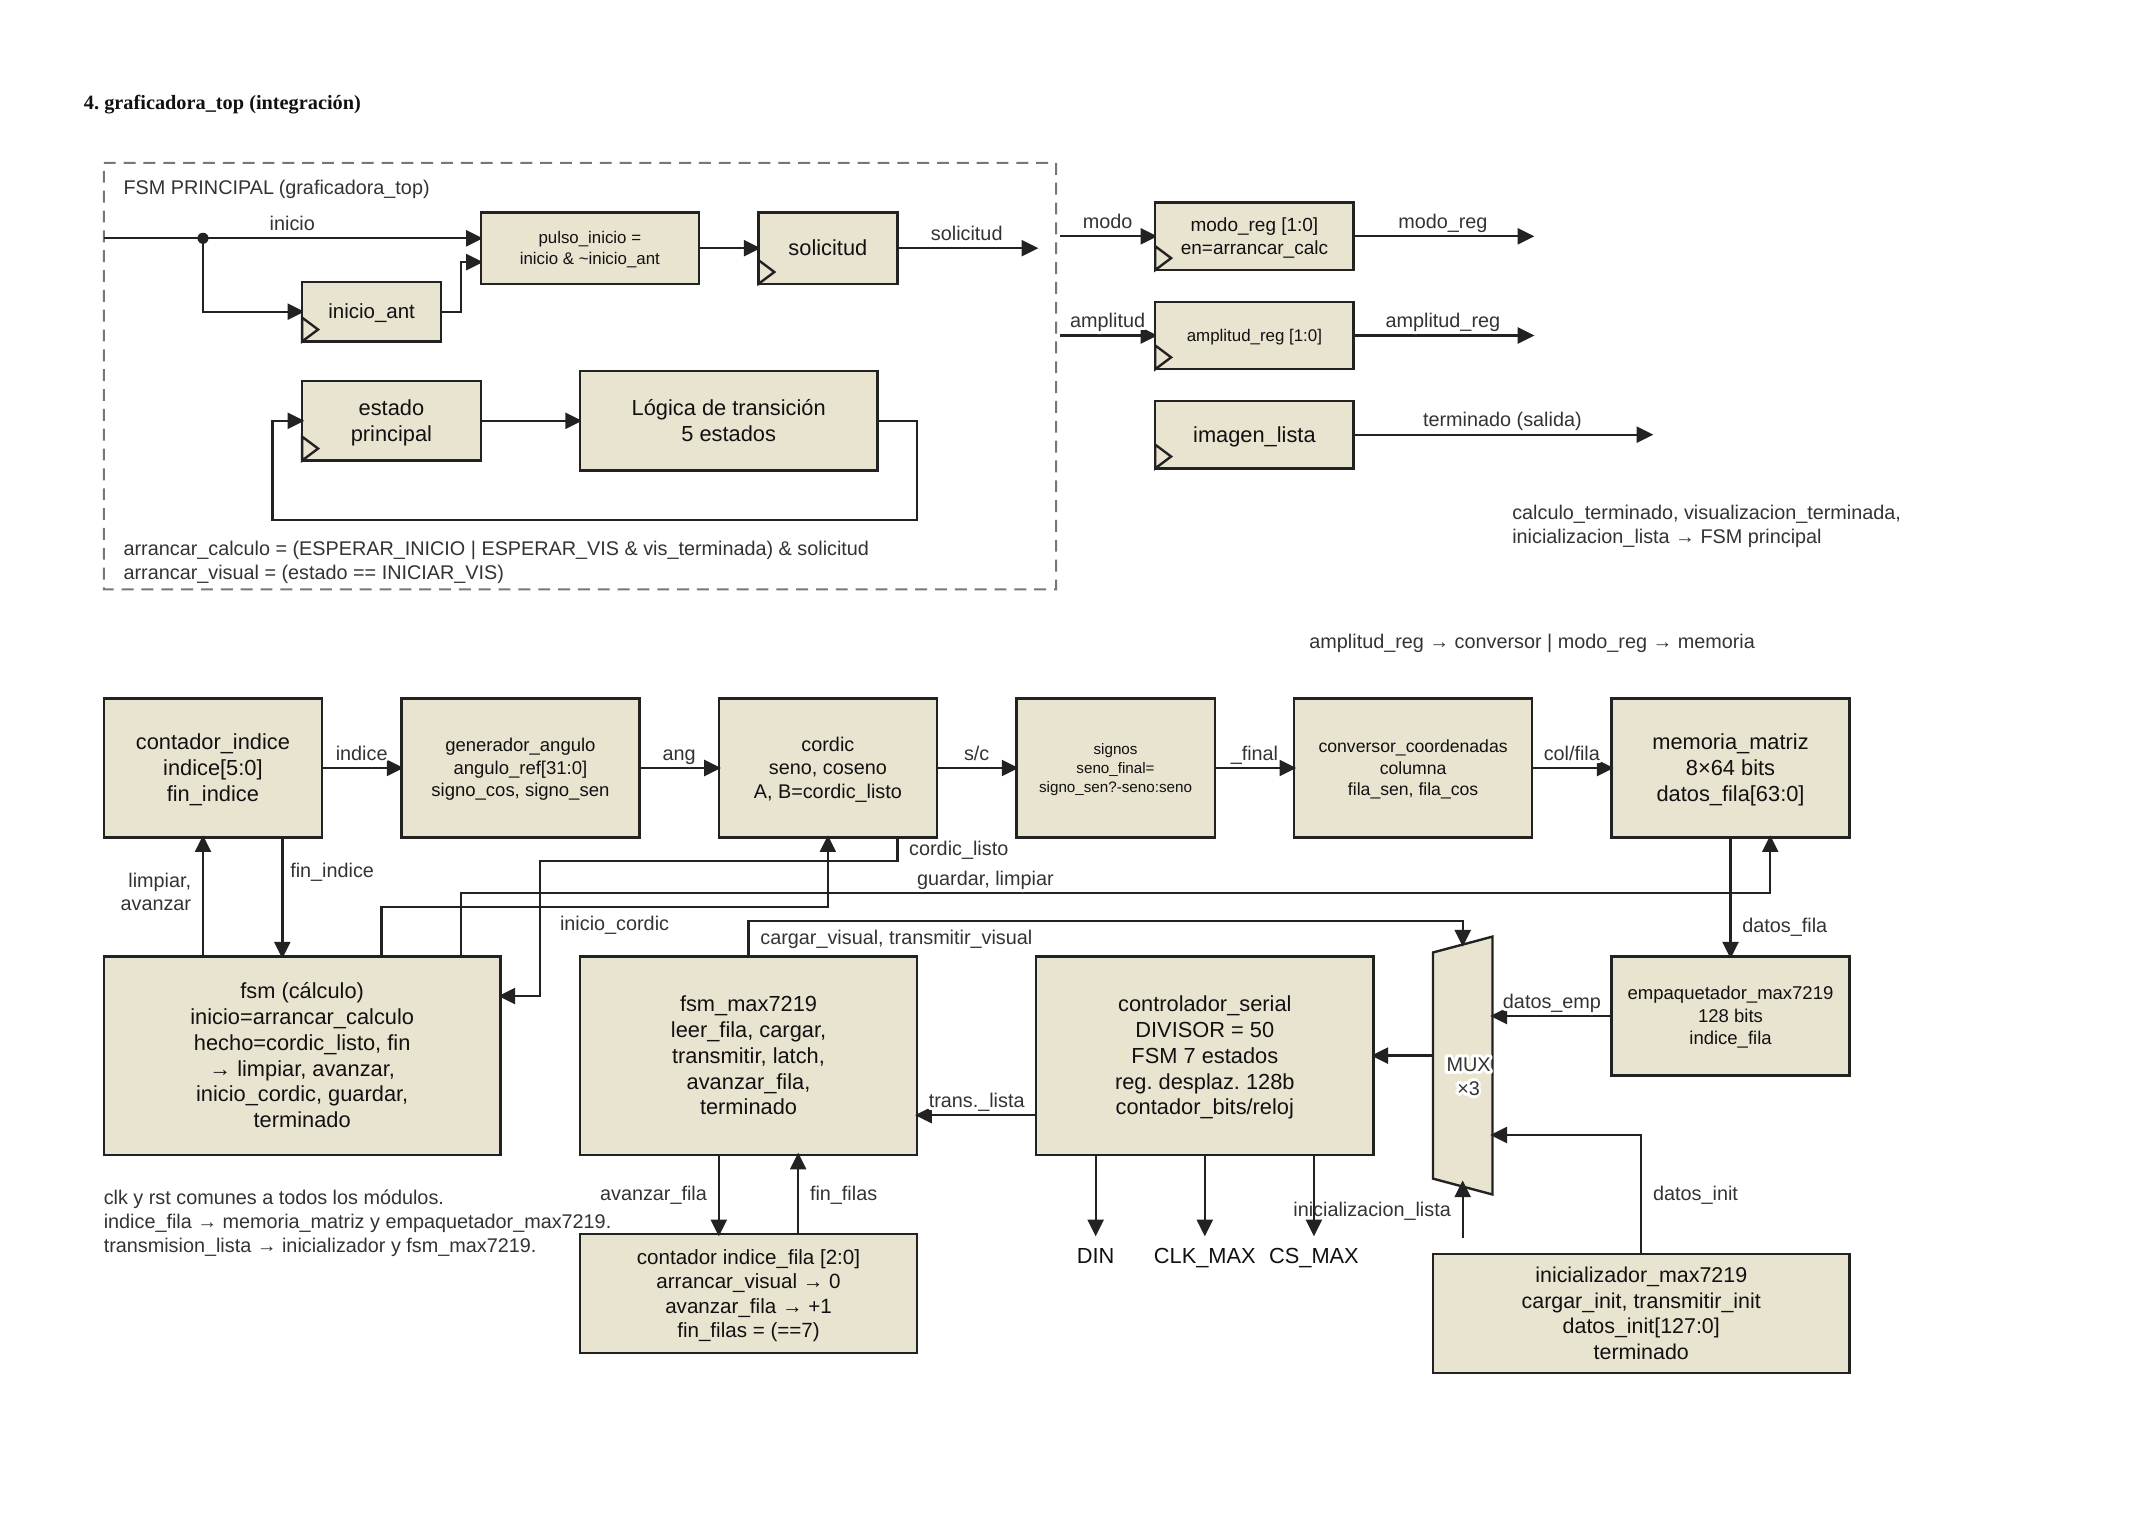 4. graficadora_top (integración)
FSM PRINCIPAL (graficadora_top)
inicio
pulso_inicio =
inicio & ~inicio_ant
solicitud
solicitud
inicio_ant
estado
principal
Lógica de transición
5 estados
arrancar_calculo = (ESPERAR_INICIO | ESPERAR_VIS & vis_terminada) & solicitud
arrancar_visual = (estado == INICIAR_VIS)
modo
modo_reg [1:0]
en=arrancar_calc
modo_reg
amplitud
amplitud_reg [1:0]
amplitud_reg
imagen_lista
terminado (salida)
calculo_terminado, visualizacion_terminada,
inicializacion_lista → FSM principal
amplitud_reg → conversor | modo_reg → memoria
contador_indice
indice[5:0]
fin_indice
indice
generador_angulo
angulo_ref[31:0]
signo_cos, signo_sen
ang
cordic
seno, coseno
A, B=cordic_listo
s/c
signos
seno_final=
signo_sen?-seno:seno
_final
conversor_coordenadas
columna
fila_sen, fila_cos
col/fila
memoria_matriz
8×64 bits
datos_fila[63:0]
limpiar,
avanzar
fin_indice
cordic_listo
guardar, limpiar
inicio_cordic
cargar_visual, transmitir_visual
datos_fila
fsm (cálculo)
inicio=arrancar_calculo
hecho=cordic_listo, fin
→ limpiar, avanzar,
inicio_cordic, guardar,
terminado
fsm_max7219
leer_fila, cargar,
transmitir, latch,
avanzar_fila,
terminado
trans._lista
controlador_serial
DIVISOR = 50
FSM 7 estados
reg. desplaz. 128b
contador_bits/reloj
MUX
×3
datos_emp
empaquetador_max7219
128 bits
indice_fila
clk y rst comunes a todos los módulos.
indice_fila → memoria_matriz y empaquetador_max7219.
transmision_lista → inicializador y fsm_max7219.
avanzar_fila
fin_filas
contador indice_fila [2:0]
arrancar_visual → 0
avanzar_fila → +1
fin_filas = (==7)
DIN
CLK_MAX
CS_MAX
inicializacion_lista
datos_init
inicializador_max7219
cargar_init, transmitir_init
datos_init[127:0]
terminado